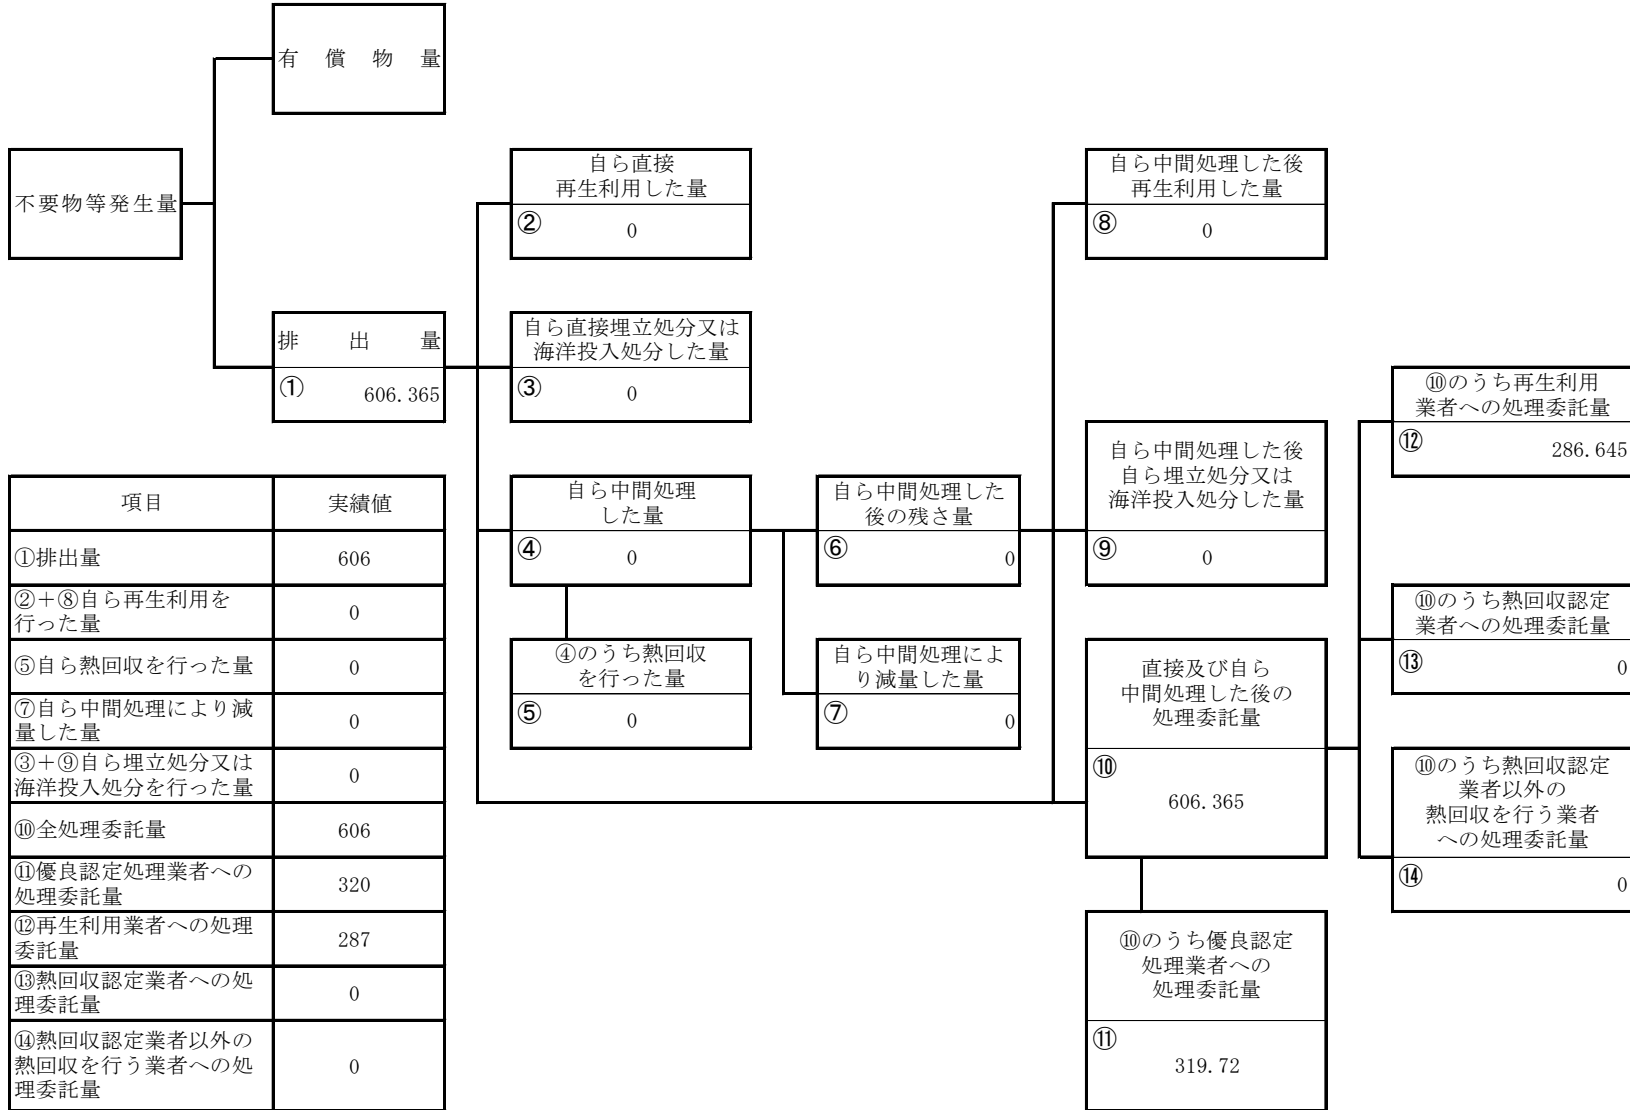 有償物量
不要物等発生量
排出量
① 606.365
自ら直接
再生利用した量
② 0
自ら直接埋立処分又は
海洋投入処分した量
③ 0
自ら中間処理
した量
④ 0
④のうち熱回収
を行った量
⑤ 0
自ら中間処理した
後の残さ量
⑥ 0
自ら中間処理によ
り減量した量
⑦ 0
自ら中間処理した後
再生利用した量
⑧ 0
自ら中間処理した後
自ら埋立処分又は
海洋投入処分した量
⑨ 0
直接及び自ら
中間処理した後の
処理委託量
⑩
606.365
⑩のうち優良認定
処理業者への
処理委託量
⑪
319.72
⑩のうち再生利用
業者への処理委託量
⑫ 286.645
⑩のうち熱回収認定
業者への処理委託量
⑬ 0
⑩のうち熱回収認定
業者以外の
熱回収を行う業者
への処理委託量
⑭ 0
項目 実績値
①排出量 606
②+⑧自ら再生利用を
行った量 0
⑤自ら熱回収を行った量 0
⑦自ら中間処理により減
量した量 0
③+⑨自ら埋立処分又は
海洋投入処分を行った量 0
⑩全処理委託量 606
⑪優良認定処理業者への
処理委託量 320
⑫再生利用業者への処理
委託量 287
⑬熱回収認定業者への処
理委託量 0
⑭熱回収認定業者以外の
熱回収を行う業者への処
理委託量 0